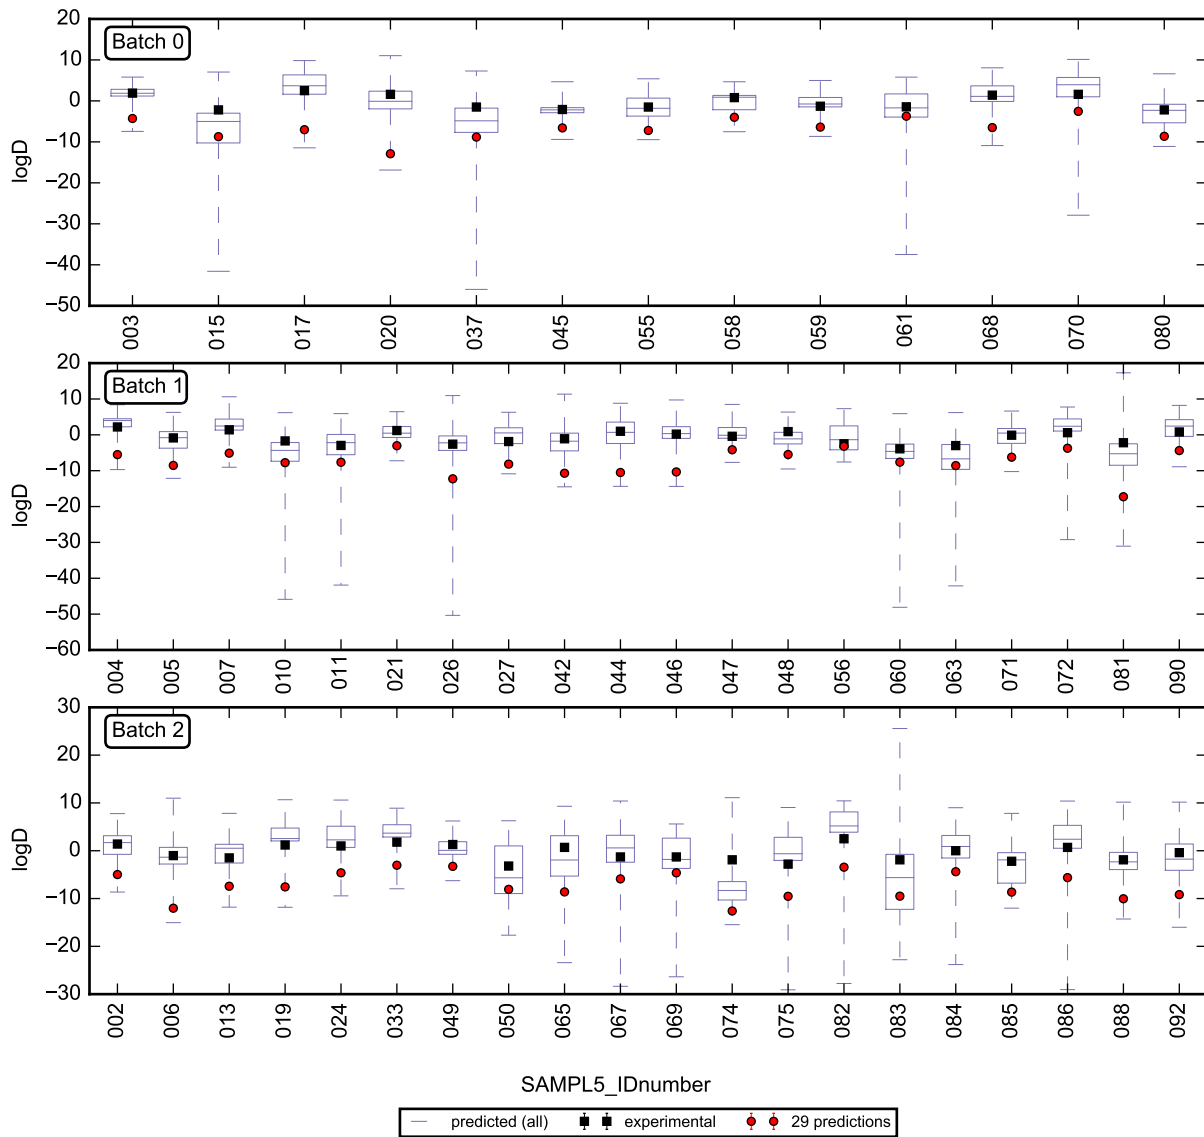 20
10
0
−10
−20
−30
−40
−50
logD
Batch 0
003 015 017 020 037 045 055 058 059 061 068 070 080
20
10
0
−10
−20
−30
−40
−50
−60
logD
Batch 1
004 005 007 010 011 021 026 027 042 044 046 047 048 056 060 063 071 072 081 090
30
20
10
0
−10
−20
−30
logD
Batch 2
002 006 013 019 024 033 049 050 065 067 069 074 075 082 083 084 085 086 088 092
SAMPL5_IDnumber
predicted (all) experimental 29 predictions